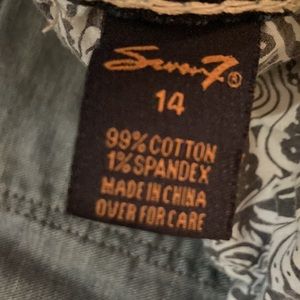 Seven7®
14
99% COTTON
1% SPANDEX
MADE IN CHINA
OVER FOR CARE